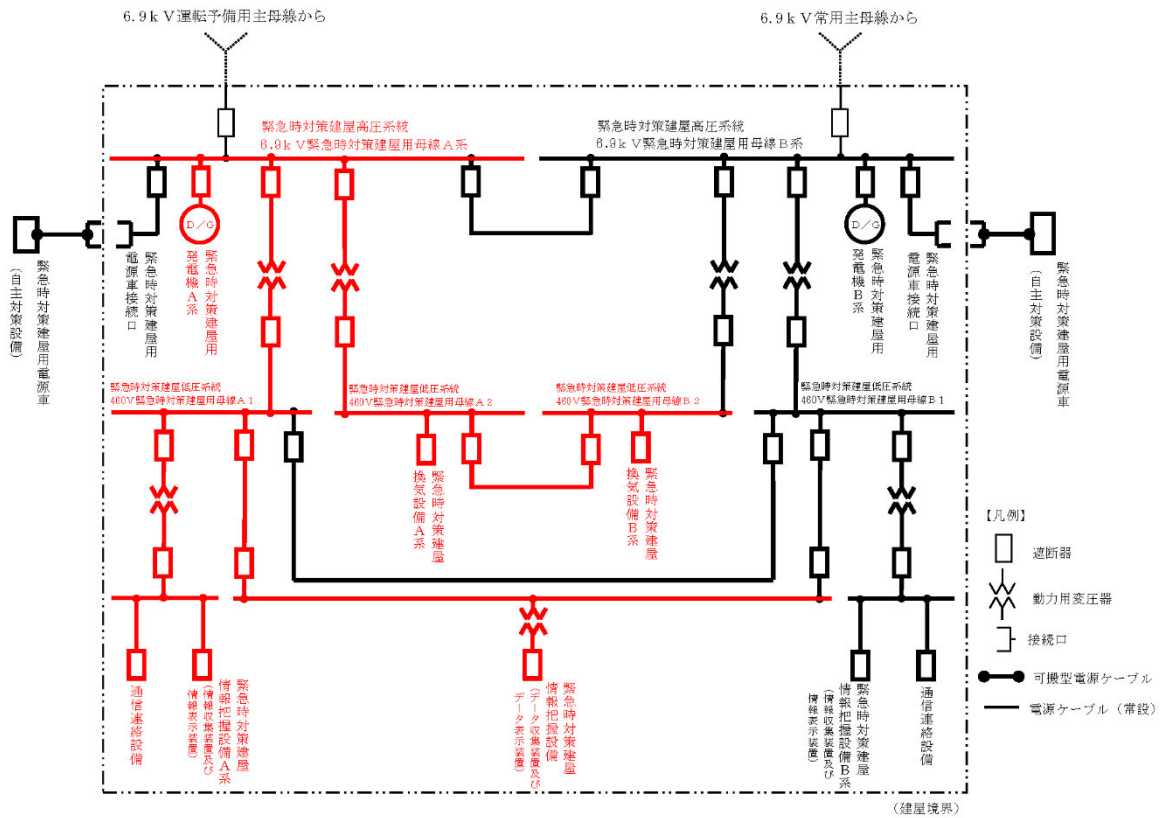 6.9kV運転予備用主母線から
6.9kV常用主母線から
緊急時対策建屋高圧系統
6.9kV緊急時対策建屋用母線A系
緊急時対策建屋高圧系統
6.9kV緊急時対策建屋用母線B系
緊急時対策建屋用電源車
(自主対策設備)
緊急時対策建屋用
電源車接続口
D/G
緊急時対策建屋用
発電機A系
D/G
緊急時対策建屋用
発電機B系
緊急時対策建屋用
電源車接続口
緊急時対策建屋用電源車
(自主対策設備)
緊急時対策建屋低圧系統
460V緊急時対策建屋用母線A1
緊急時対策建屋低圧系統
460V緊急時対策建屋用母線A2
緊急時対策建屋低圧系統
460V緊急時対策建屋用母線B2
緊急時対策建屋低圧系統
460V緊急時対策建屋用母線B1
緊急時対策建屋
換気設備A系
緊急時対策建屋
換気設備B系
通信連絡設備
緊急時対策建屋
情報把握設備A系
(情報収集装置及び
情報表示装置)
緊急時対策建屋
情報把握設備
(データ収集装置及び
データ表示装置)
緊急時対策建屋
情報把握設備B系
(情報収集装置及び
情報表示装置)
通信連絡設備
【凡例】
遮断器
動力用変圧器
接続口
可搬型電源ケーブル
電源ケーブル(常設)
(建屋境界)